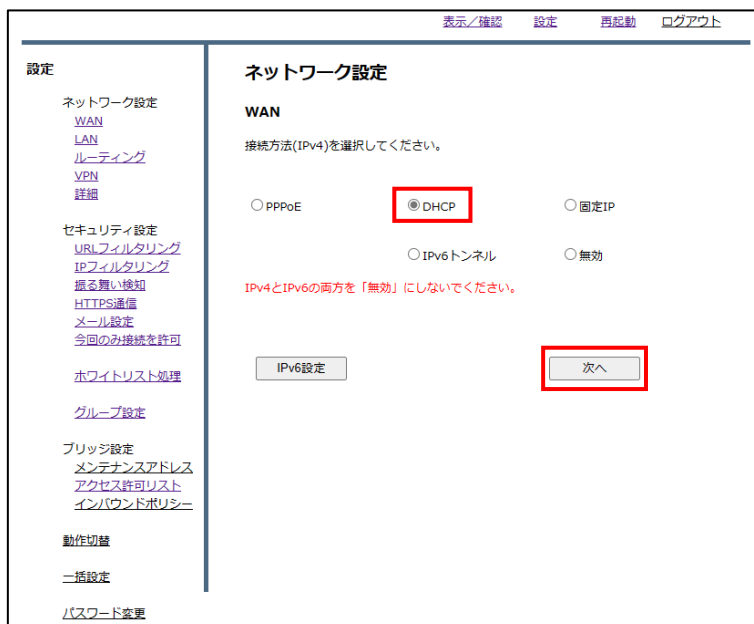 表示／確認 設定 再起動 ログアウト
設定
ネットワーク設定
WAN
LAN
ルーティング
VPN
詳細
セキュリティ設定
URLフィルタリング
IPフィルタリング
振る舞い検知
HTTPS通信
メール設定
今回のみ接続を許可
ホワイトリスト処理
グループ設定
ブリッジ設定
メンテナンスアドレス
アクセス許可リスト
インバウンドポリシー
動作切替
一括設定
パスワード変更
ネットワーク設定
WAN
接続方法(IPv4)を選択してください。
PPPoE DHCP 固定IP
IPv6トンネル 無効
IPv4とIPv6の両方を「無効」にしないでください。
IPv6設定 次へ